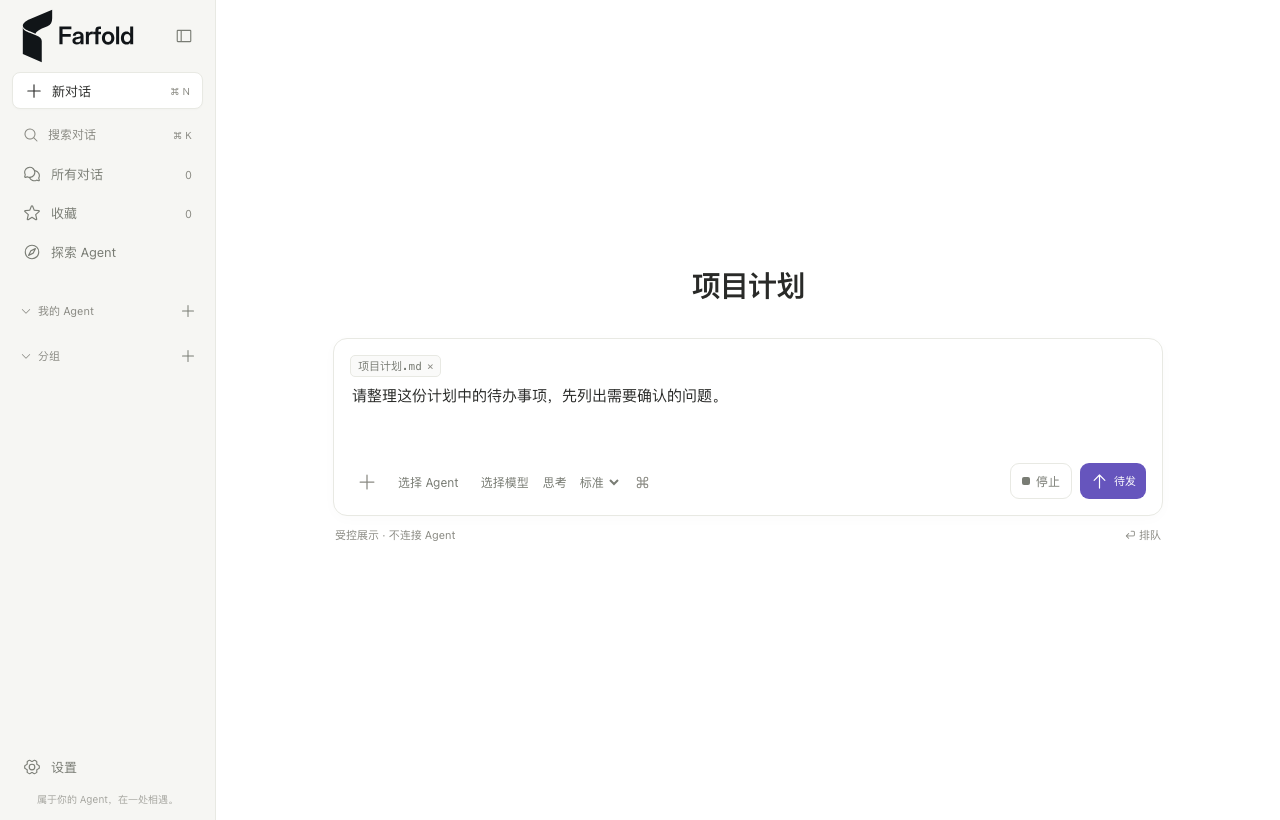 Farfold
新对话 ⌘ N
搜索对话 ⌘ K
所有对话 0
收藏 0
探索 Agent
我的 Agent
分组
设置
属于你的 Agent，在一处相遇。
项目计划
项目计划.md ×
请整理这份计划中的待办事项，先列出需要确认的问题。
选择 Agent 选择模型 思考 标准 ⌘ 停止 待发
受控展示 · 不连接 Agent ⏎ 排队